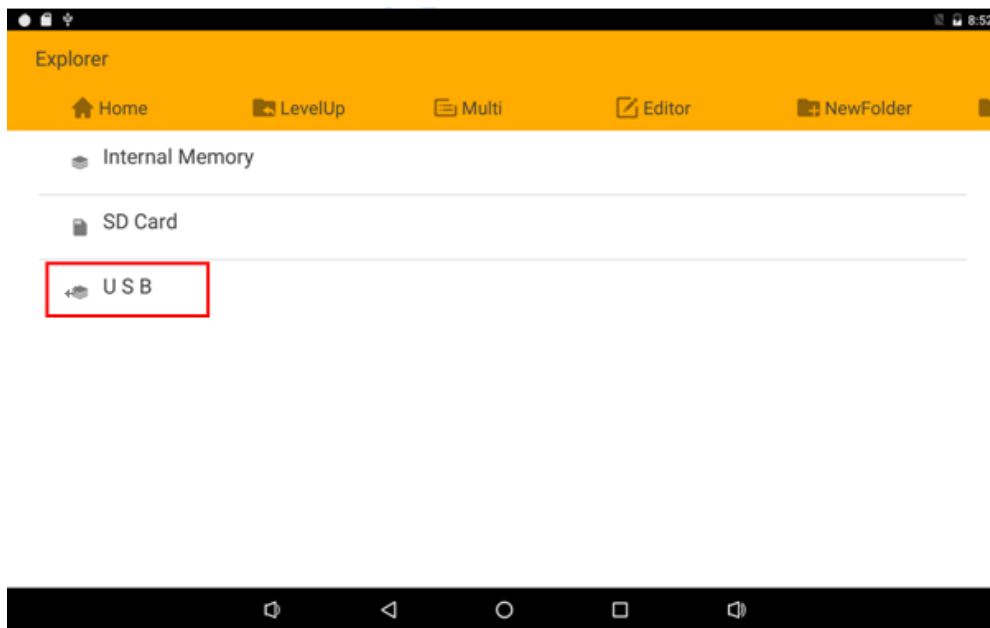 8:52
Explorer
Home LevelUp Multi Editor NewFolder
Internal Memory
SD Card
U S B